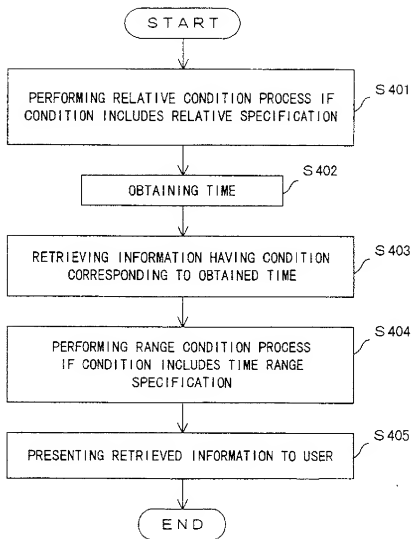 START
PERFORMING RELATIVE CONDITION PROCESS IF
CONDITION INCLUDES RELATIVE SPECIFICATION
S401
OBTAINING TIME
S402
RETRIEVING INFORMATION HAVING CONDITION
CORRESPONDING TO OBTAINED TIME
S403
PERFORMING RANGE CONDITION PROCESS
IF CONDITION INCLUDES TIME RANGE
SPECIFICATION
S404
PRESENTING RETRIEVED INFORMATION TO USER
S405
END